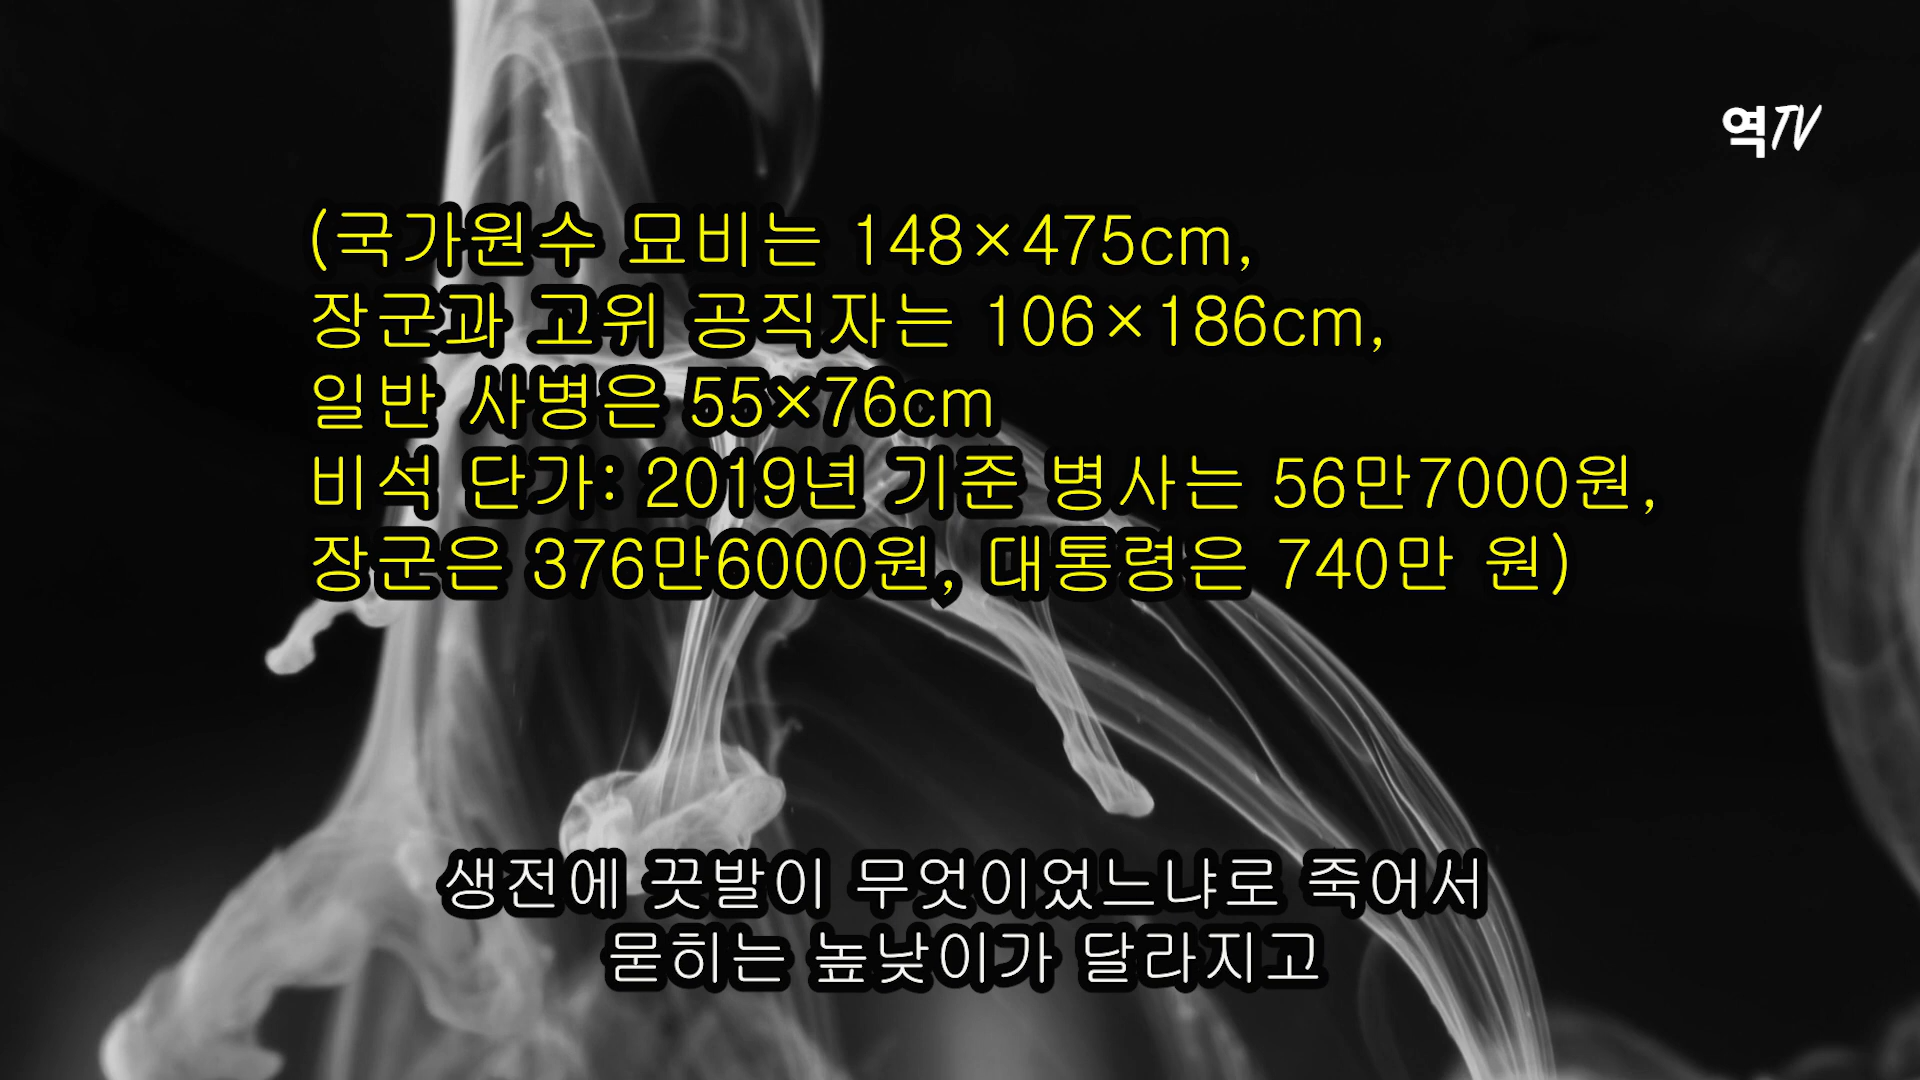 역TV
(국가원수 묘비는 148×475cm,
장군과 고위 공직자는 106×186cm,
일반 사병은 55×76cm
비석 단가: 2019년 기준 병사는 56만7000원,
장군은 376만6000원, 대통령은 740만 원)
생전에 끗발이 무엇이었느냐로 죽어서
묻히는 높낮이가 달라지고